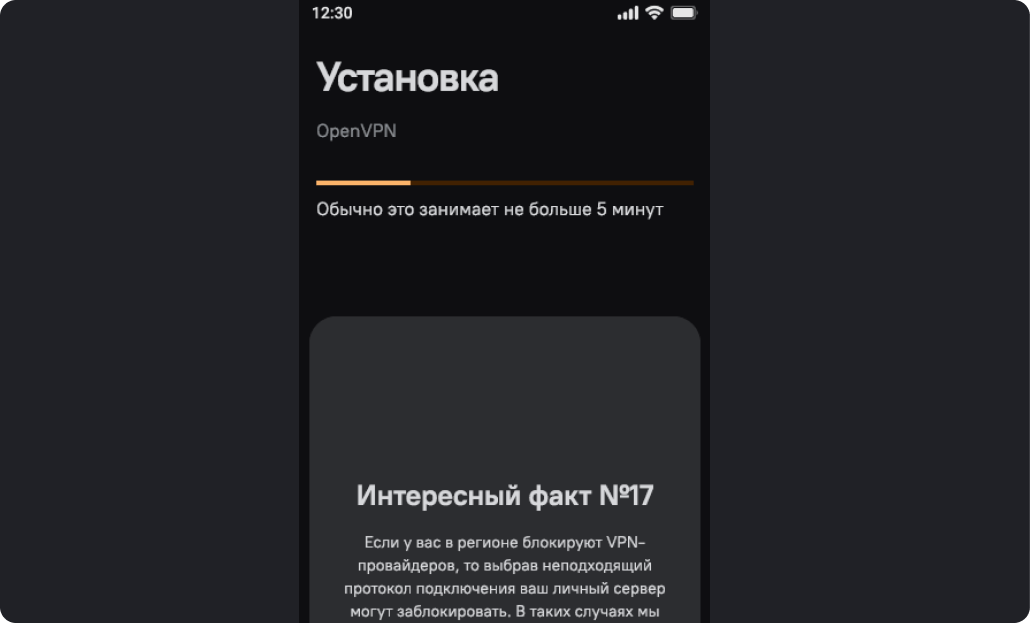 12:30
Установка
OpenVPN
Обычно это занимает не больше 5 минут
Интересный факт №17
Если у вас в регионе блокируют VPN-
провайдеров, то выбрав неподходящий
протокол подключения ваш личный сервер
могут заблокировать. В таких случаях мы